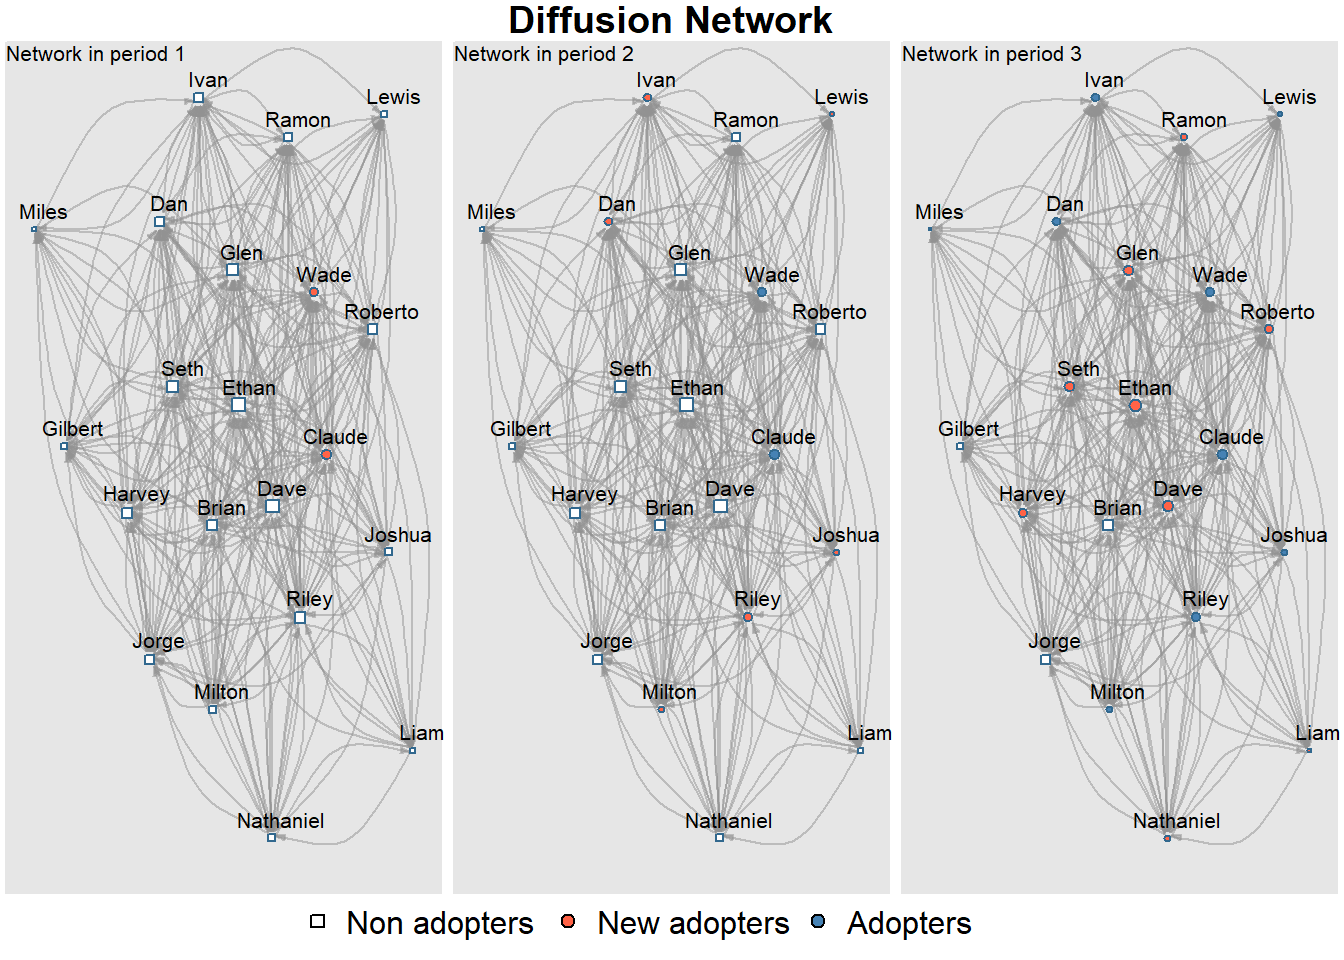 Diffusion Network
Network in period 1
Ivan
Lewis
Ramon
Miles
Dan
Glen
Wade
Roberto
Seth
Ethan
Gilbert
Claude
Harvey
Brian
Dave
Joshua
Riley
Jorge
Milton
Liam
Nathaniel
Network in period 2
Ivan
Lewis
Ramon
Miles
Dan
Glen
Wade
Roberto
Seth
Ethan
Gilbert
Claude
Harvey
Brian
Dave
Joshua
Riley
Jorge
Milton
Liam
Nathaniel
Network in period 3
Ivan
Lewis
Ramon
Miles
Dan
Glen
Wade
Roberto
Seth
Ethan
Gilbert
Claude
Harvey
Brian
Dave
Joshua
Riley
Jorge
Milton
Liam
Nathaniel
Non adopters
New adopters
Adopters